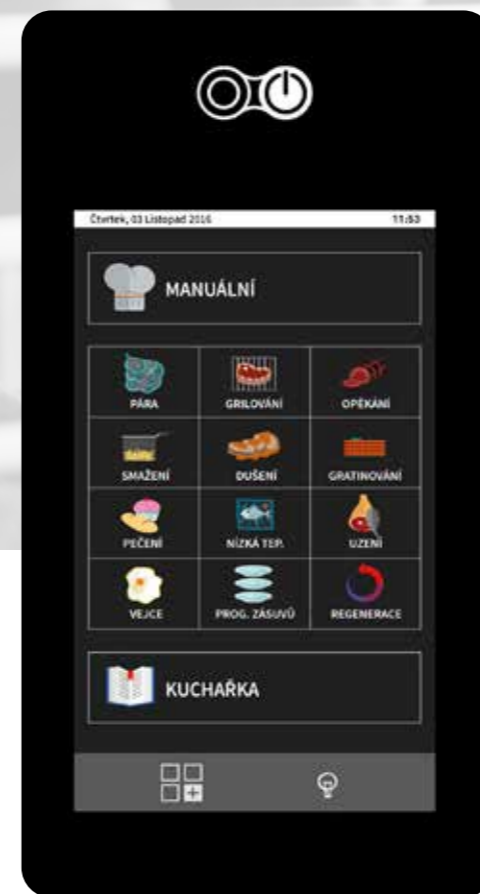 Čtvrtek, 03 Listopad 2016 11:53
MANUÁLNÍ
PÁRA GRILOVÁNÍ OPÉKÁNÍ
SMAŽENÍ DUŠENÍ GRATINOVÁNÍ
PEČENÍ NÍZKÁ TEP. UZENÍ
VEJCE PROG. ZÁSUVŮ REGENERACE
KUCHAŘKA